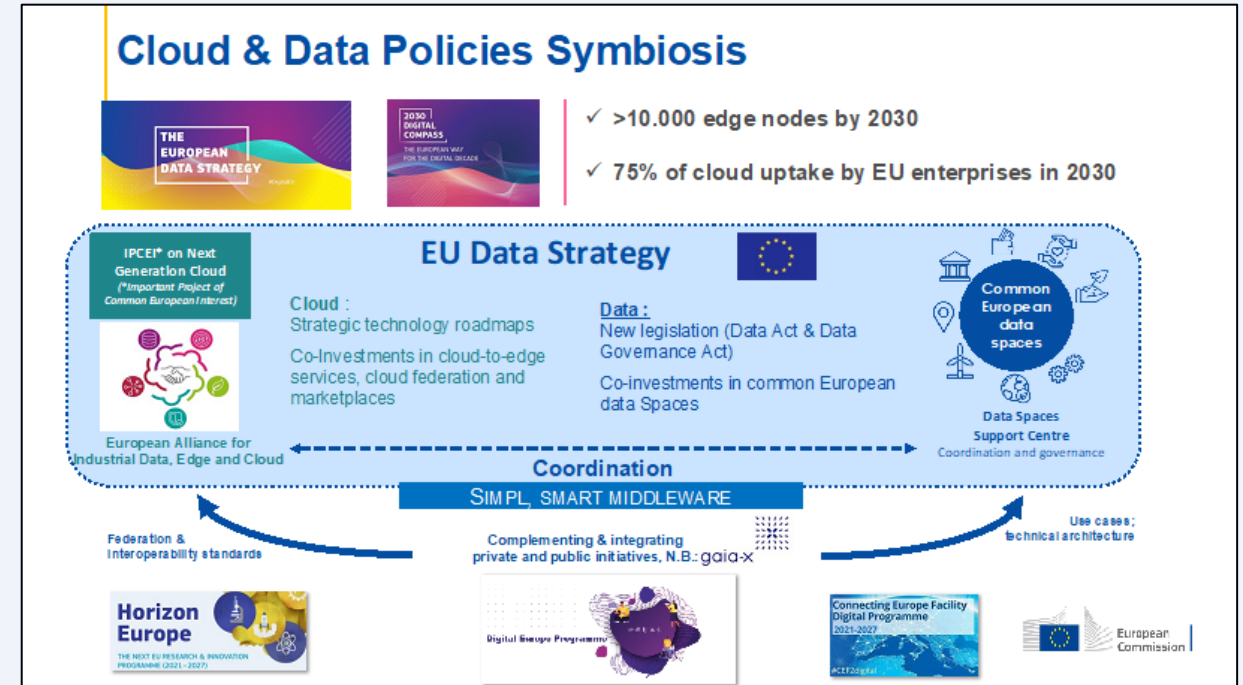 Cloud & Data Policies Symbiosis
THE
EUROPEAN
DATA STRATEGY
2030
DIGITAL
COMPASS
THE EUROPEAN WAY
FOR THE DIGITAL DECADE
✓ >10.000 edge nodes by 2030
✓ 75% of cloud uptake by EU enterprises in 2030
IPCEI* on Next
Generation Cloud
(*Important Project of
Common European Interest)
EU Data Strategy
Cloud :
Strategic technology roadmaps
Co-Investments in cloud-to-edge
services, cloud federation and
marketplaces
Data :
New legislation (Data Act & Data
Governance Act)
Co-investments in common European
data Spaces
Common
European
data
spaces
European Alliance for
Industrial Data, Edge and Cloud
Data Spaces
Support Centre
Coordination and governance
Coordination
SIMPL, SMART MIDDLEWARE
Federation &
Interoperability standards
Complementing & integrating
private and public initiatives, N.B.: gaia-x
Use cases;
technical architecture
Horizon
Europe
THE NEXT EU RESEARCH & INNOVATION
PROGRAMME (2021 - 2027)
Digital Europe Programme
Connecting Europe Facility
Digital Programme
2021-2027
#CEF2digital
European
Commission